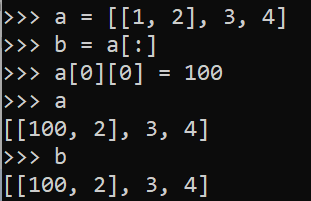 >>> a = [[1, 2], 3, 4]
>>> b = a[:]
>>> a[0][0] = 100
>>> a
[[100, 2], 3, 4]
>>> b
[[100, 2], 3, 4]